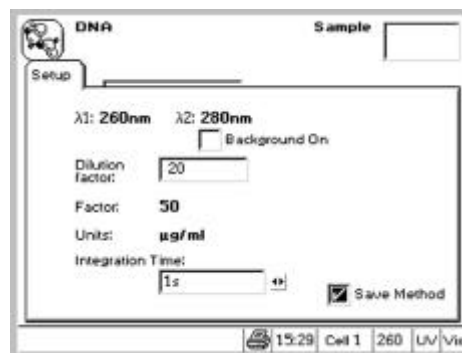 DNA Sample
Setup
λ1: 260nm λ2: 280nm
Background On
Dilution factor: 20
Factor: 50
Units: µg/ml
Integration Time:
1s
Save Method
15:29 Cell 1 260 UV